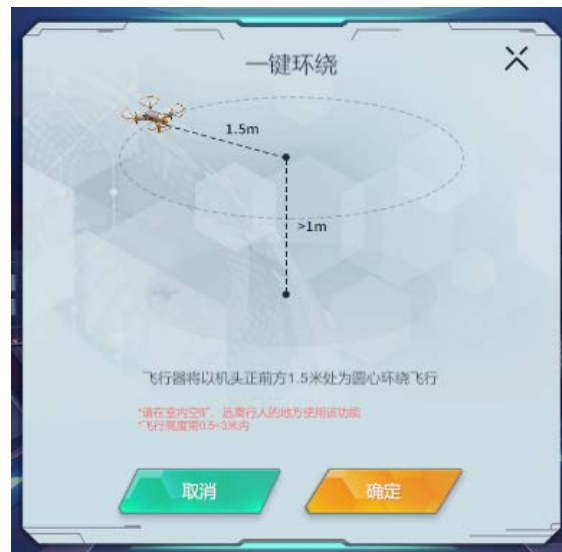 一键环绕
1.5m
>1m
飞行器将以机头正前方1.5米处为圆心环绕飞行
*请在室内空旷，远离行人的地方使用该功能
*飞行高度需0.5~3米内
取消
确定